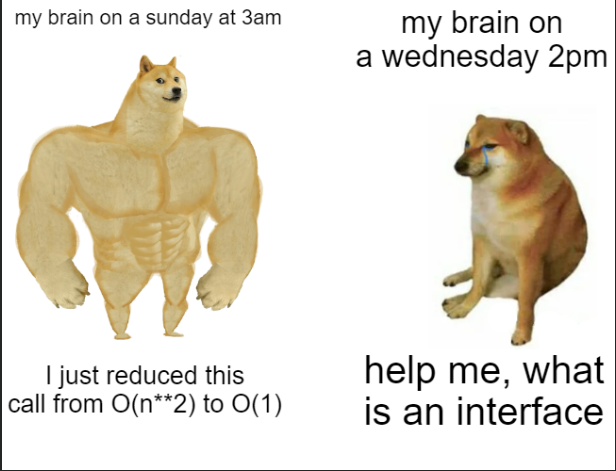 my brain on a sunday at 3am
I just reduced this
call from O(n**2) to O(1)
my brain on
a wednesday 2pm
help me, what
is an interface